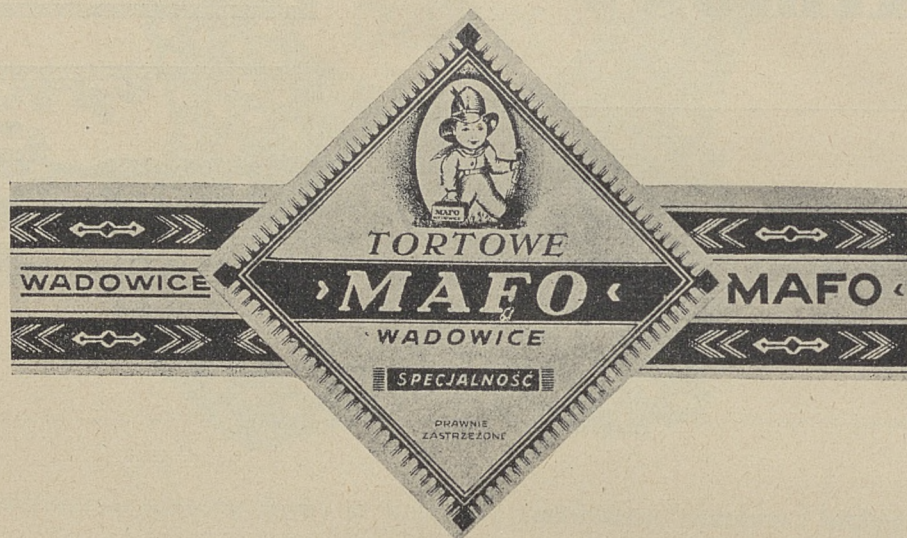 MAFO
TORTOWE
WADOWICE
› MAFO ‹
MAFO ‹
WADOWICE
SPECJALNOŚĆ
PRAWNIE
ZASTRZEŻONE